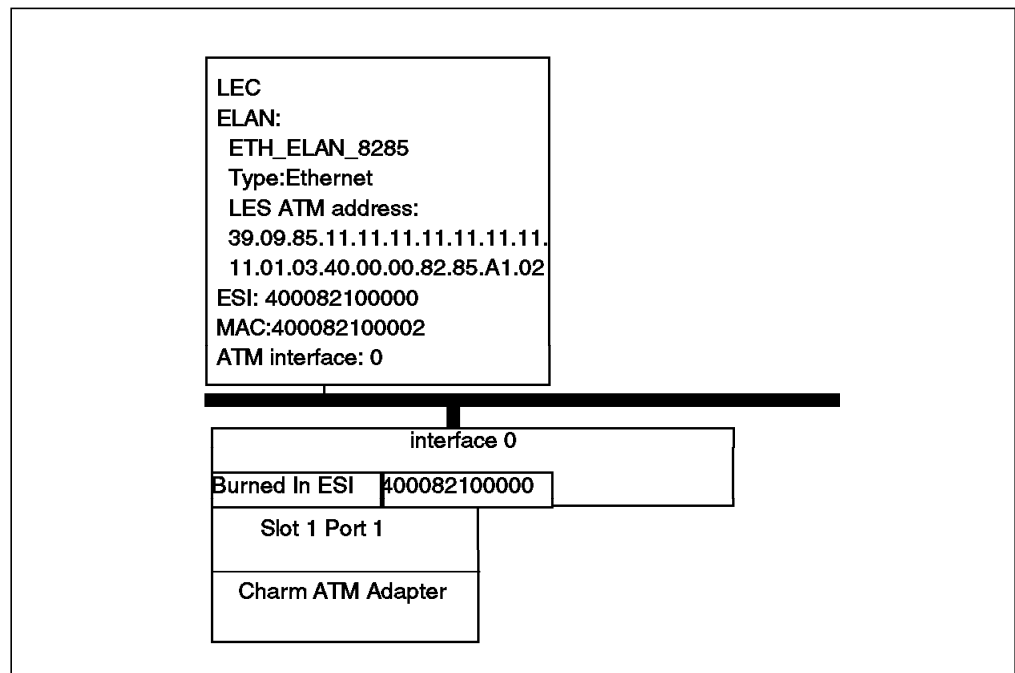 LEC
ELAN:
ETH_ELAN_8285
Type:Ethernet
LES ATM address:
39.09.85.11.11.11.11.11.11.11.
11.01.03.40.00.00.82.85.A1.02
ESI: 400082100000
MAC:400082100002
ATM interface: 0
interface 0
Burned In ESI 400082100000
Slot 1 Port 1
Charm ATM Adapter